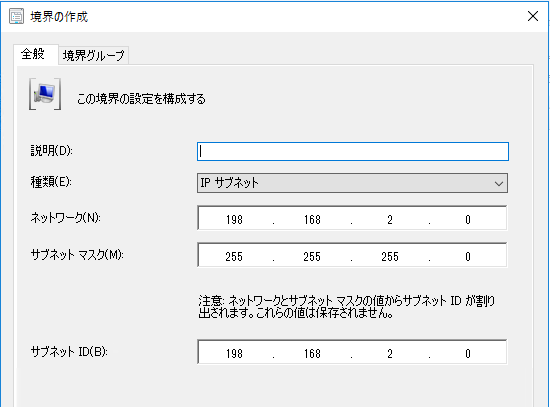 境界の作成
全般 境界グループ
この境界の設定を構成する
説明(D):
種類(E): IP サブネット
ネットワーク(N): 198 . 168 . 2 . 0
サブネット マスク(M): 255 . 255 . 255 . 0
注意: ネットワークとサブネット マスクの値からサブネット ID が割り
出されます。これらの値は保存されません。
サブネット ID(B): 198 . 168 . 2 . 0